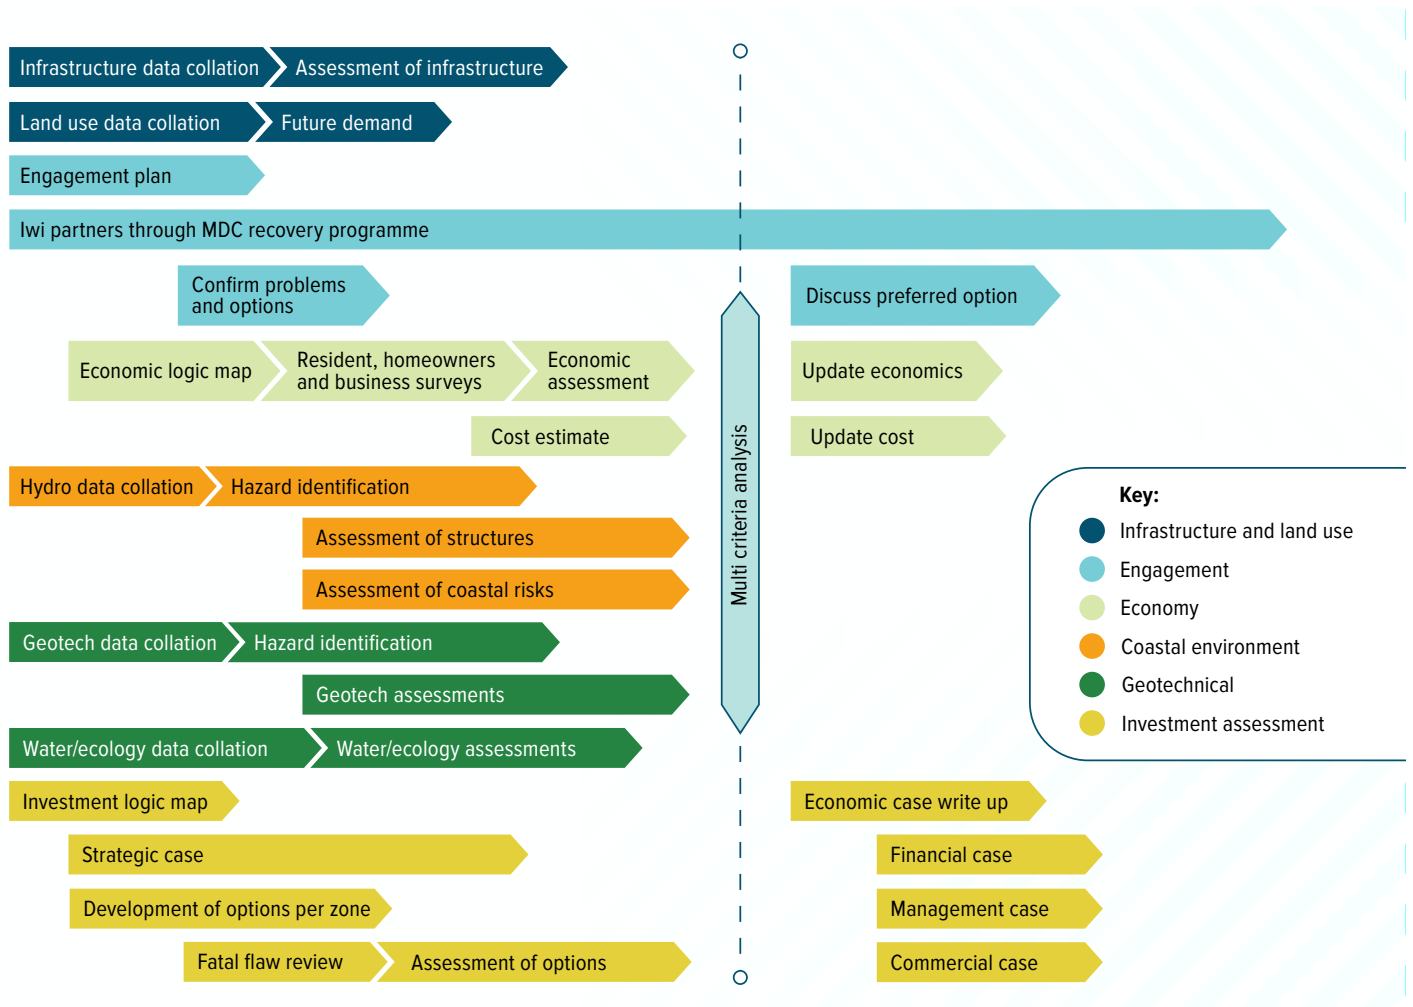 Infrastructure data collation
Assessment of infrastructure
Land use data collation
Future demand
Engagement plan
Iwi partners through MDC recovery programme
Confirm problems
and options
Discuss preferred option
Economic logic map
Resident, homeowners
and business surveys
Economic
assessment
Update economics
Cost estimate
Update cost
Multi criteria analysis
Hydro data collation
Hazard identification
Assessment of structures
Assessment of coastal risks
Geotech data collation
Hazard identification
Geotech assessments
Water/ecology data collation
Water/ecology assessments
Key:
Infrastructure and land use
Engagement
Economy
Coastal environment
Geotechnical
Investment assessment
Investment logic map
Economic case write up
Strategic case
Financial case
Development of options per zone
Management case
Fatal flaw review
Assessment of options
Commercial case